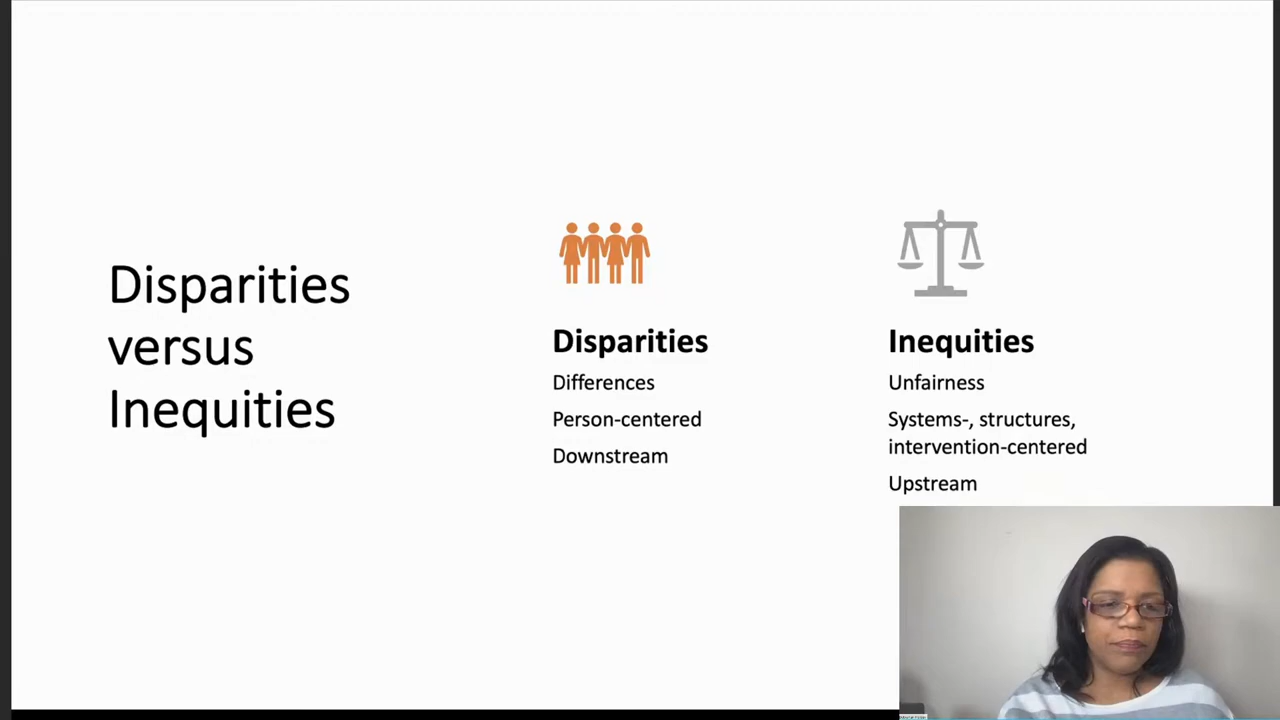 Disparities
versus
Inequities
Disparities
Differences
Person-centered
Downstream
Inequities
Unfairness
Systems-, structures,
intervention-centered
Upstream